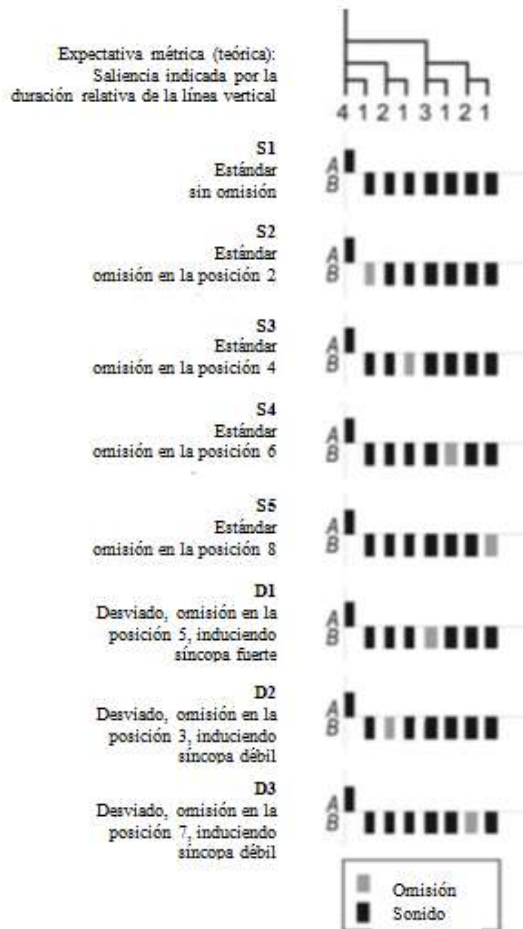 Expectativa métrica (teórica):
Saliencia indicada por la
duración relativa de la línea vertical
4 1 2 1 3 1 2 1
S1
Estándar
sin omisión
A
B
S2
Estándar
omisión en la posición 2
A
B
S3
Estándar
omisión en la posición 4
A
B
S4
Estándar
omisión en la posición 6
A
B
S5
Estándar
omisión en la posición 8
A
B
D1
Desviado, omisión en la
posición 5, induciendo
síncopa fuerte
A
B
D2
Desviado, omisión en la
posición 3, induciendo
síncopa débil
A
B
D3
Desviado, omisión en la
posición 7, induciendo
síncopa débil
A
B
Omisión
Sonido